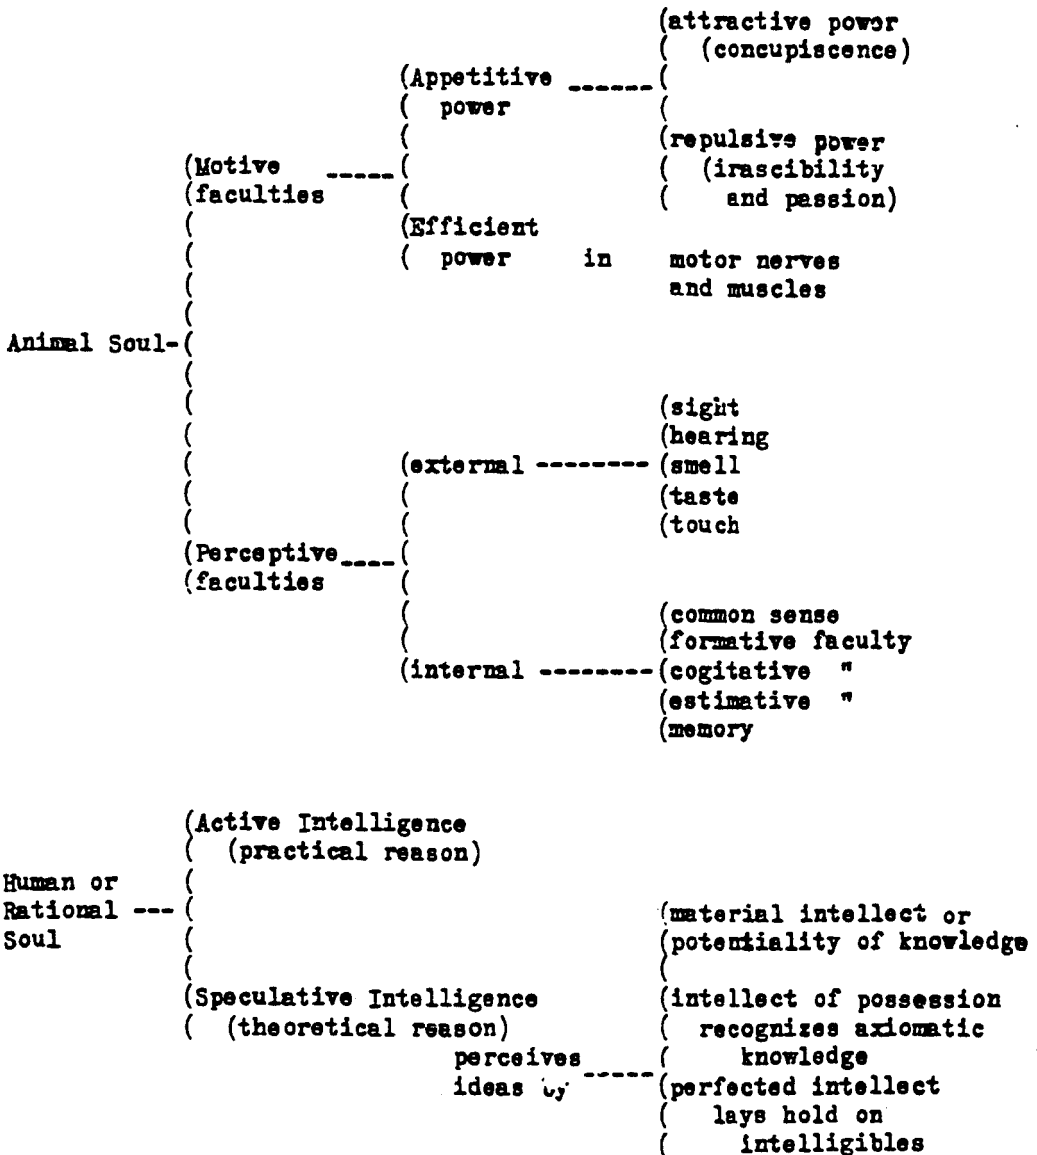 (attractive power
( (concupiscence)
(Appetitive ------ (
( power (
( (repulsive power
(Motive ----- ( ( (irascibility
(faculties ( ( and passion)
( (Efficient
( ( power in motor nerves
( and muscles
(
Animal Soul-(
(
( (sight
( (hearing
( (external -------- (smell
( ( (taste
( ( (touch
(Perceptive ---- (
(faculties (
( (common sense
( (formative faculty
(internal -------- (cogitative "
(estimative "
(memory
(Active Intelligence
( (practical reason)
Human or (
Rational --- ( (material intellect or
Soul ( (potentiality of knowledge
( (
(Speculative Intelligence (intellect of possession
( (theoretical reason) ( recognizes axiomatic
perceives ( knowledge
ideas by ----- (perfected intellect
( lays hold on
( intelligibles